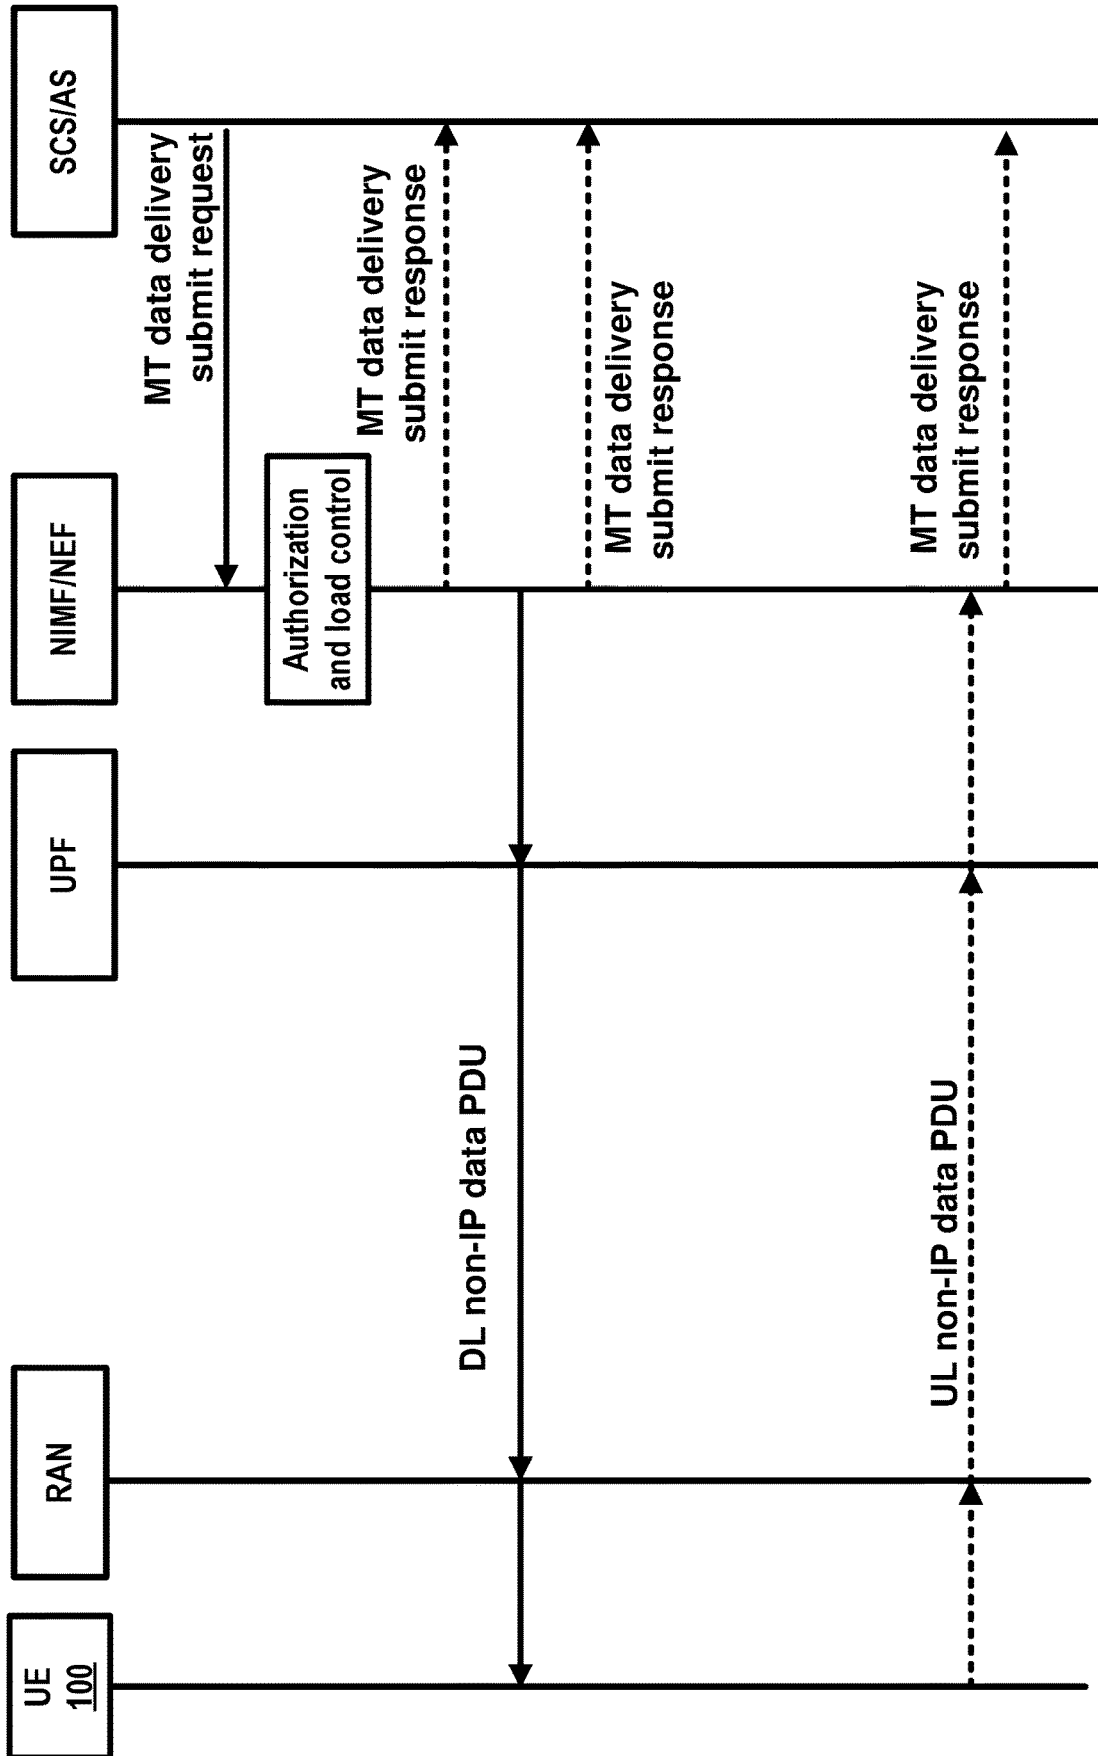 UE
100
RAN
UPF
NIMF/NEF
SCS/AS
MT data delivery
submit request
Authorization
and load control
MT data delivery
submit response
DL non-IP data PDU
MT data delivery
submit response
UL non-IP data PDU
MT data delivery
submit response